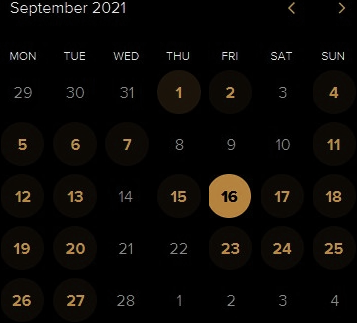 September 2021
MON TUE WED THU FRI SAT SUN
29 30 31 1 2 3 4
5 6 7 8 9 10 11
12 13 14 15 16 17 18
19 20 21 22 23 24 25
26 27 28 1 2 3 4